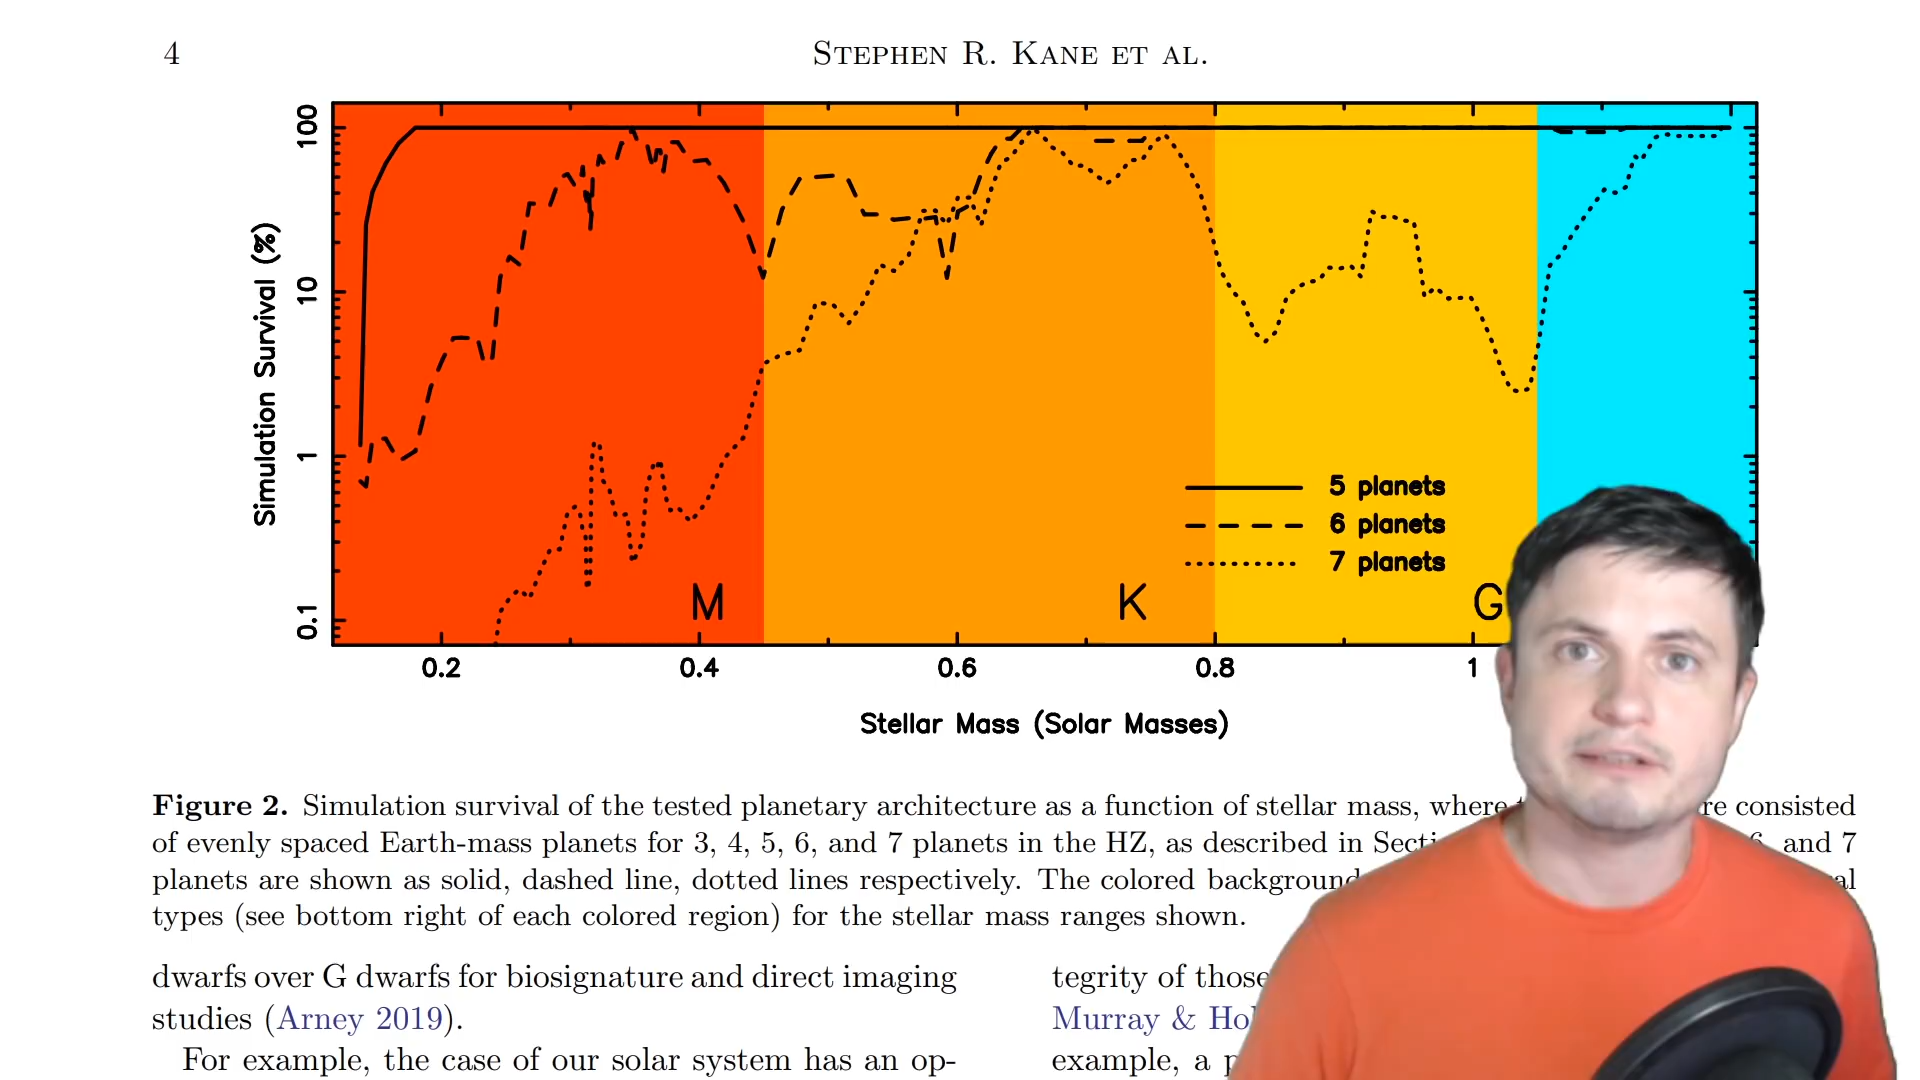 4
STEPHEN R. KANE ET AL.
100
10
1
0.1
Simulation Survival (%)
5 planets
6 planets
7 planets
M
K
G
0.2
0.4
0.6
0.8
1
Stellar Mass (Solar Masses)
Figure 2. Simulation survival of the tested planetary architecture as a function of stellar mass, where consisted
of evenly spaced Earth-mass planets for 3, 4, 5, 6, and 7 planets in the HZ, as described in 6, and 7
planets are shown as solid, dashed line, dotted lines respectively. The colored
types (see bottom right of each colored region) for the stellar mass ranges shown.
dwarfs over G dwarfs for biosignature and direct imaging
studies (Arney 2019).
For example, the case of our solar system has an op-
tegrity of those
Murray &
example, a